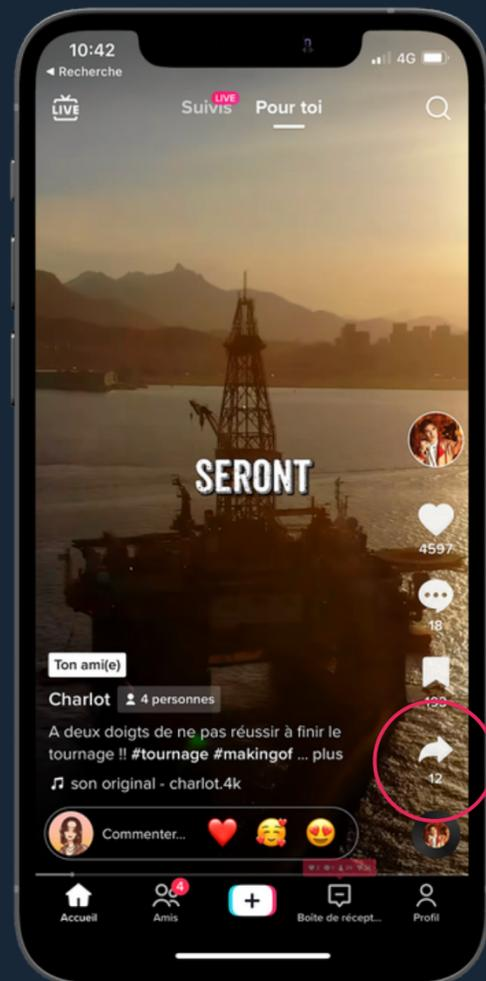 10:42
4G
◀ Recherche
LIVE
Suivis
LIVE
Pour toi
SERONT
4597
18
193
12
Ton ami(e)
Charlot
4 personnes
A deux doigts de ne pas réussir à finir le
tournage !! #tournage #makingof ... plus
son original - charlot.4k
Commenter...
4
Accueil
Amis
Boîte de récept...
Profil